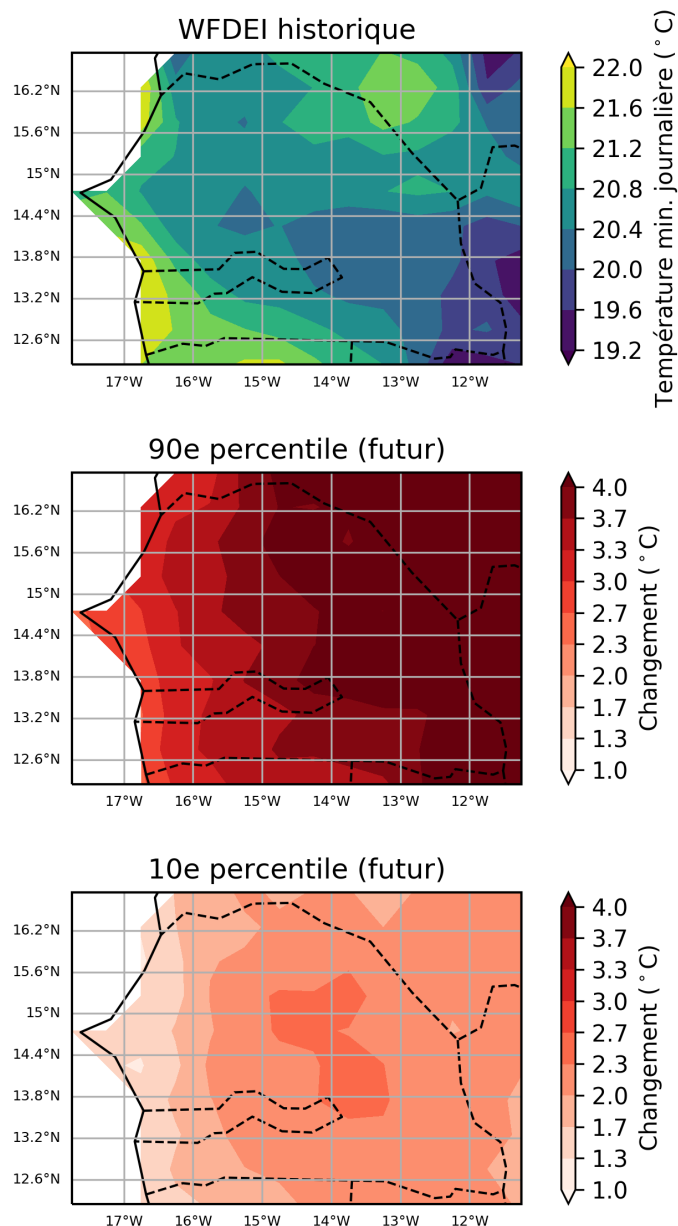 WFDEI historique
16.2°N
15.6°N
15°N
14.4°N
13.8°N
13.2°N
12.6°N
17°W 16°W 15°W 14°W 13°W 12°W
22.0
21.6
21.2
20.8
20.4
20.0
19.6
19.2
Température min. journalière (°C)
90e percentile (futur)
16.2°N
15.6°N
15°N
14.4°N
13.8°N
13.2°N
12.6°N
17°W 16°W 15°W 14°W 13°W 12°W
4.0
3.7
3.3
3.0
2.7
2.3
2.0
1.7
1.3
1.0
Changement (°C)
10e percentile (futur)
16.2°N
15.6°N
15°N
14.4°N
13.8°N
13.2°N
12.6°N
17°W 16°W 15°W 14°W 13°W 12°W
4.0
3.7
3.3
3.0
2.7
2.3
2.0
1.7
1.3
1.0
Changement (°C)